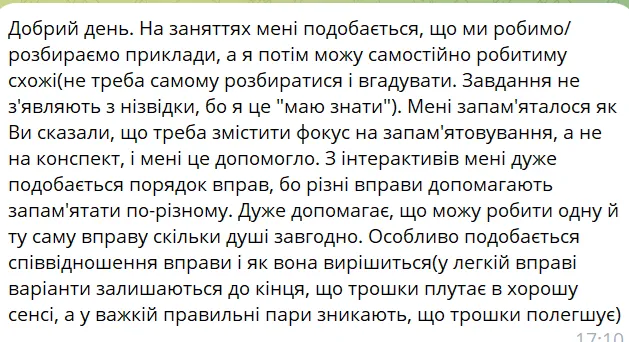 Добрий день. На заняттях мені подобається, що ми робимо/
розбираємо приклади, а я потім можу самостійно робитиму
схожі(не треба самому розбиратися і вгадувати. Завдання не
з'являють з нізвідки, бо я це "маю знати"). Мені запам'яталося як
Ви сказали, що треба змістити фокус на запам'ятовування, а не
на конспект, і мені це допомогло. З інтерактивів мені дуже
подобається порядок вправ, бо різні вправи допомагають
запам'ятати по-різному. Дуже допомагає, що можу робити одну й
ту саму вправу скільки душі завгодно. Особливо подобається
співвідношення вправи і як вона вирішиться(у легкій вправі
варіанти залишаються до кінця, що трошки плутає в хорошу
сенсі, а у важкій правильні пари зникають, що трошки полегшує)
17:10